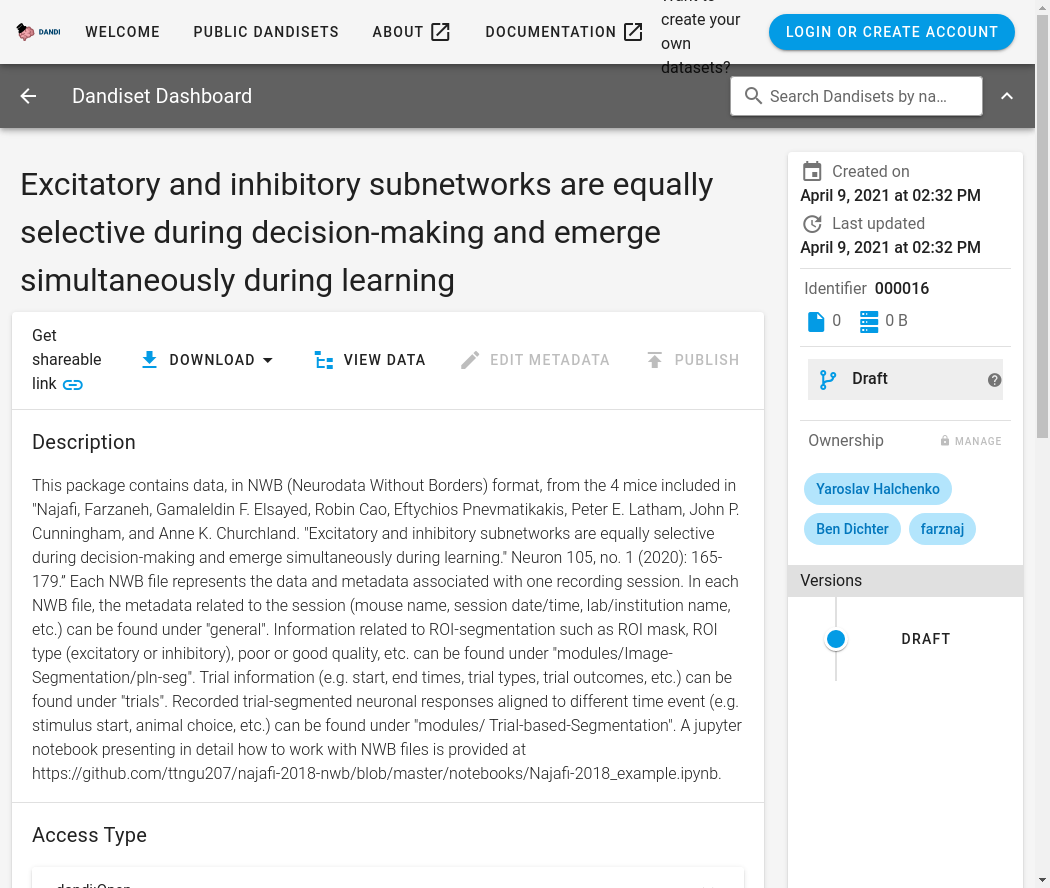 DANDI
WELCOME
PUBLIC DANDISETS
ABOUT
DOCUMENTATION
create your
own
datasets?
LOGIN OR CREATE ACCOUNT
Dandiset Dashboard
Search Dandisets by na...
Excitatory and inhibitory subnetworks are equally
selective during decision-making and emerge
simultaneously during learning
Get
shareable
link
DOWNLOAD
VIEW DATA
EDIT METADATA
PUBLISH
Description
This package contains data, in NWB (Neurodata Without Borders) format, from the 4 mice included in
"Najafi, Farzaneh, Gamaleldin F. Elsayed, Robin Cao, Eftychios Pnevmatikakis, Peter E. Latham, John P.
Cunningham, and Anne K. Churchland. "Excitatory and inhibitory subnetworks are equally selective
during decision-making and emerge simultaneously during learning." Neuron 105, no. 1 (2020): 165-
179.” Each NWB file represents the data and metadata associated with one recording session. In each
NWB file, the metadata related to the session (mouse name, session date/time, lab/institution name,
etc.) can be found under "general". Information related to ROI-segmentation such as ROI mask, ROI
type (excitatory or inhibitory), poor or good quality, etc. can be found under "modules/Image-
Segmentation/pln-seg". Trial information (e.g. start, end times, trial types, trial outcomes, etc.) can be
found under "trials". Recorded trial-segmented neuronal responses aligned to different time event (e.g.
stimulus start, animal choice, etc.) can be found under "modules/ Trial-based-Segmentation". A jupyter
notebook presenting in detail how to work with NWB files is provided at
https://github.com/ttngu207/najafi-2018-nwb/blob/master/notebooks/Najafi-2018_example.ipynb.
Access Type
Created on
April 9, 2021 at 02:32 PM
Last updated
April 9, 2021 at 02:32 PM
Identifier 000016
0
0 B
Draft
Ownership
MANAGE
Yaroslav Halchenko
Ben Dichter
farznaj
Versions
DRAFT